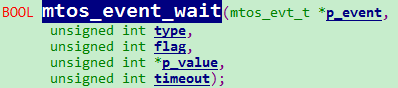 BOOL mtos_event_wait(mtos_evt_t *p_event,
unsigned int type,
unsigned int flag,
unsigned int *p_value,
unsigned int timeout);